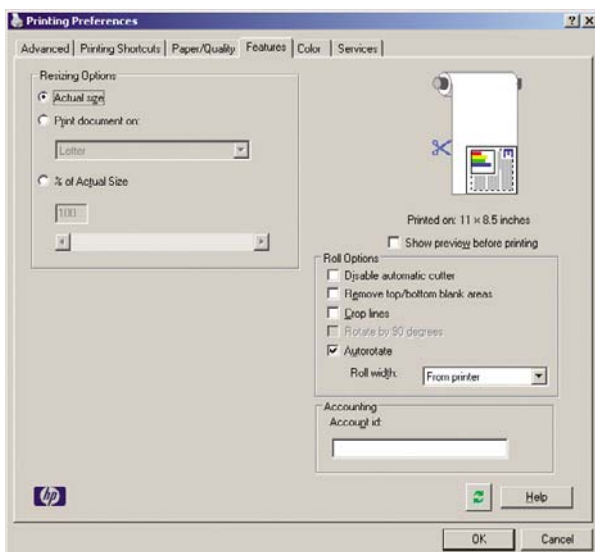 Printing Preferences
Advanced Printing Shortcuts Paper/Quality Features Color Services
Resizing Options
Actual size
Print document on:
Letter
% of Actual Size
100
Printed on: 11 × 8.5 inches
Show preview before printing
Roll Options
Disable automatic cutter
Remove top/bottom blank areas
Crop lines
Rotate by 90 degrees
Autorotate
Roll width: From printer
Accounting
Account id:
hp
Help
OK Cancel